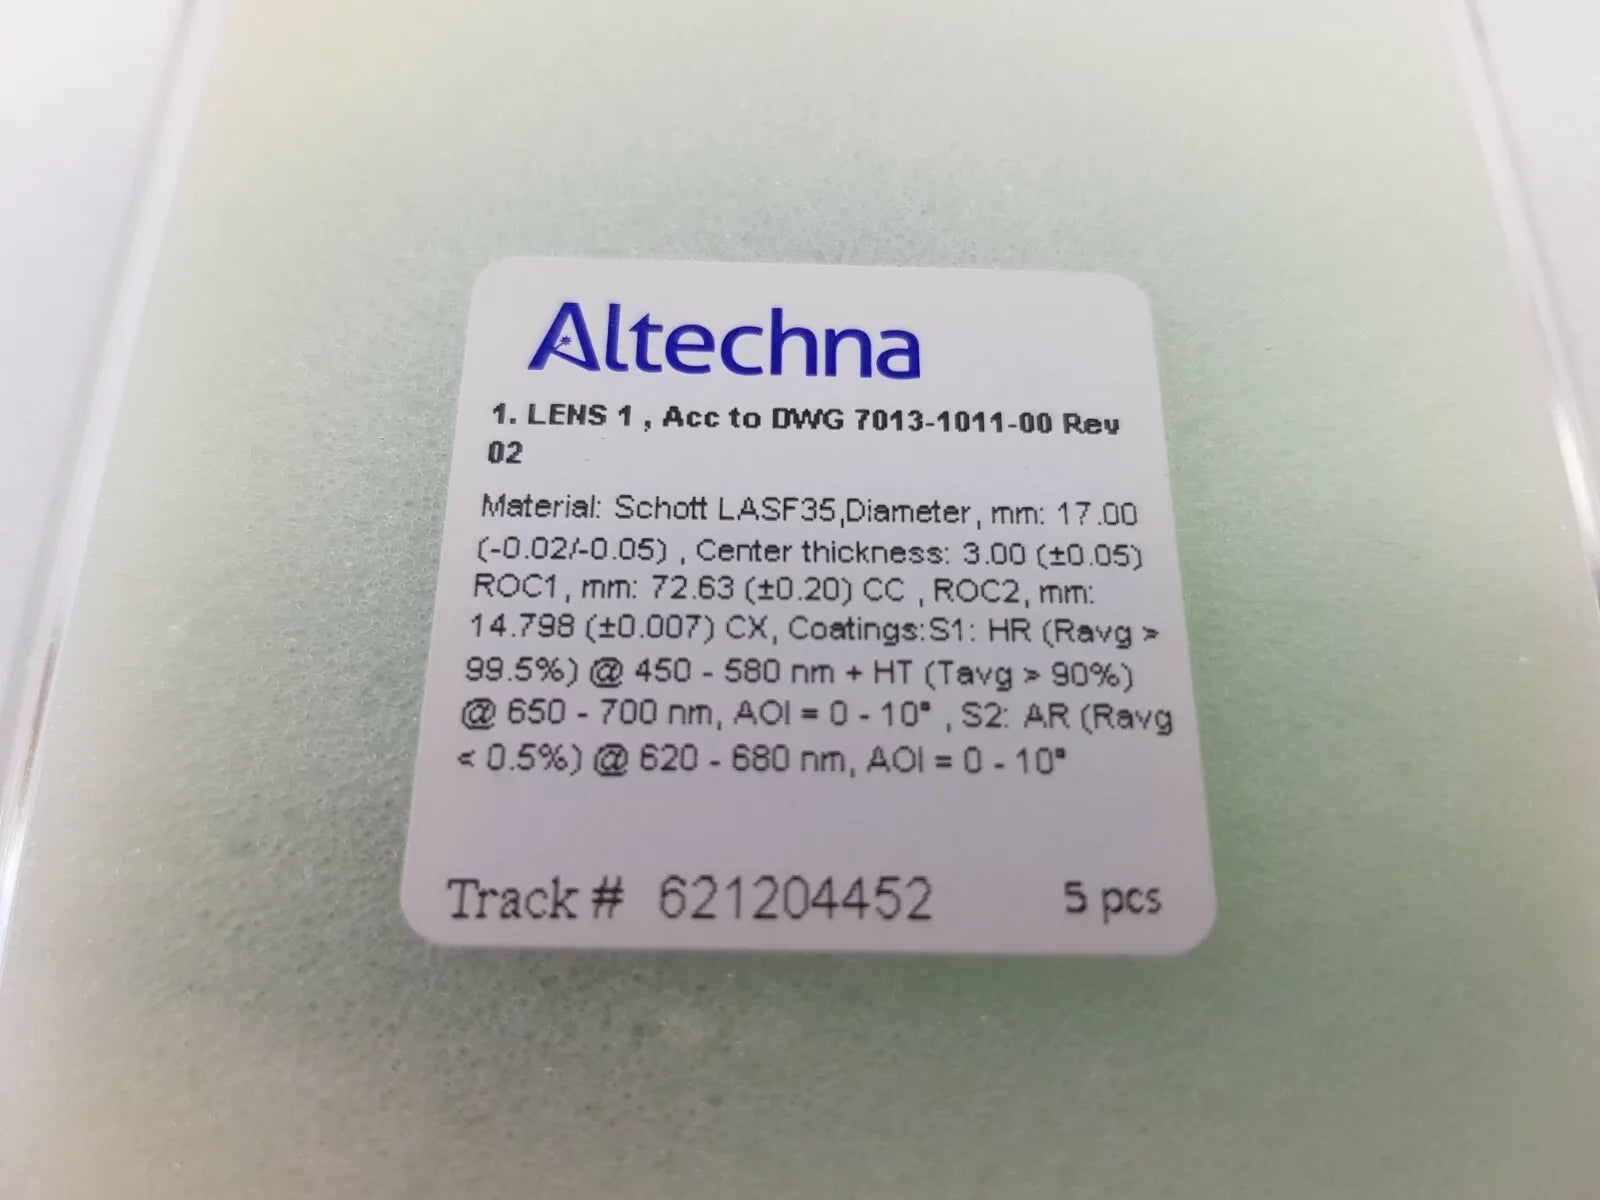 Altechna
1. LENS 1 , Acc to DWG 7013-1011-00 Rev
02
Material: Schott LASF35,Diameter, mm: 17.00
(-0.02/-0.05) , Center thickness: 3.00 (±0.05)
ROC1, mm: 72.63 (±0.20) CC , ROC2, mm:
14.798 (±0.007) CX, Coatings:S1: HR (Ravg >
99.5%) @ 450 - 580 nm + HT (Tavg > 90%)
@ 650 - 700 nm, AOI = 0 - 10° , S2: AR (Ravg
< 0.5%) @ 620 - 680 nm, AOI = 0 - 10°
Track # 621204452 5 pcs